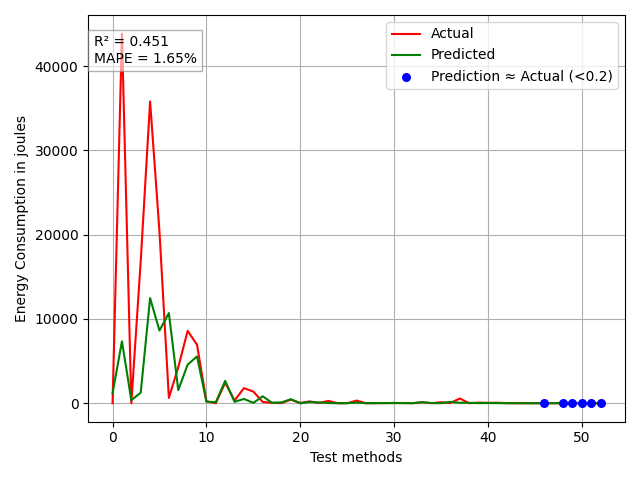 R² = 0.451
MAPE = 1.65%
Actual
Predicted
Prediction ≈ Actual (<0.2)
Energy Consumption in joules
40000
30000
20000
10000
0
0 10 20 30 40 50
Test methods